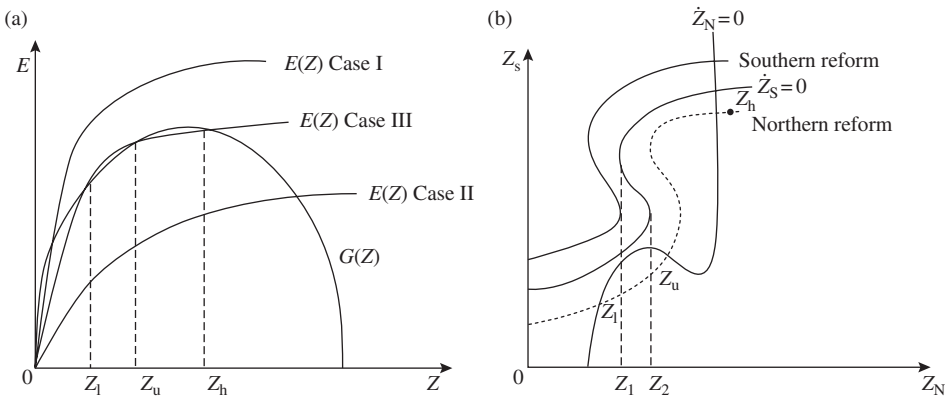 (a)
E
E(Z) Case I
E(Z) Case III
E(Z) Case II
G(Z)
0
Z_l
Z_u
Z_h
Z
(b)
Ż_N = 0
Z_s
Southern reform
Ż_S = 0
Z_h
Northern reform
Z_u
Z_l
0
Z_1
Z_2
Z_N